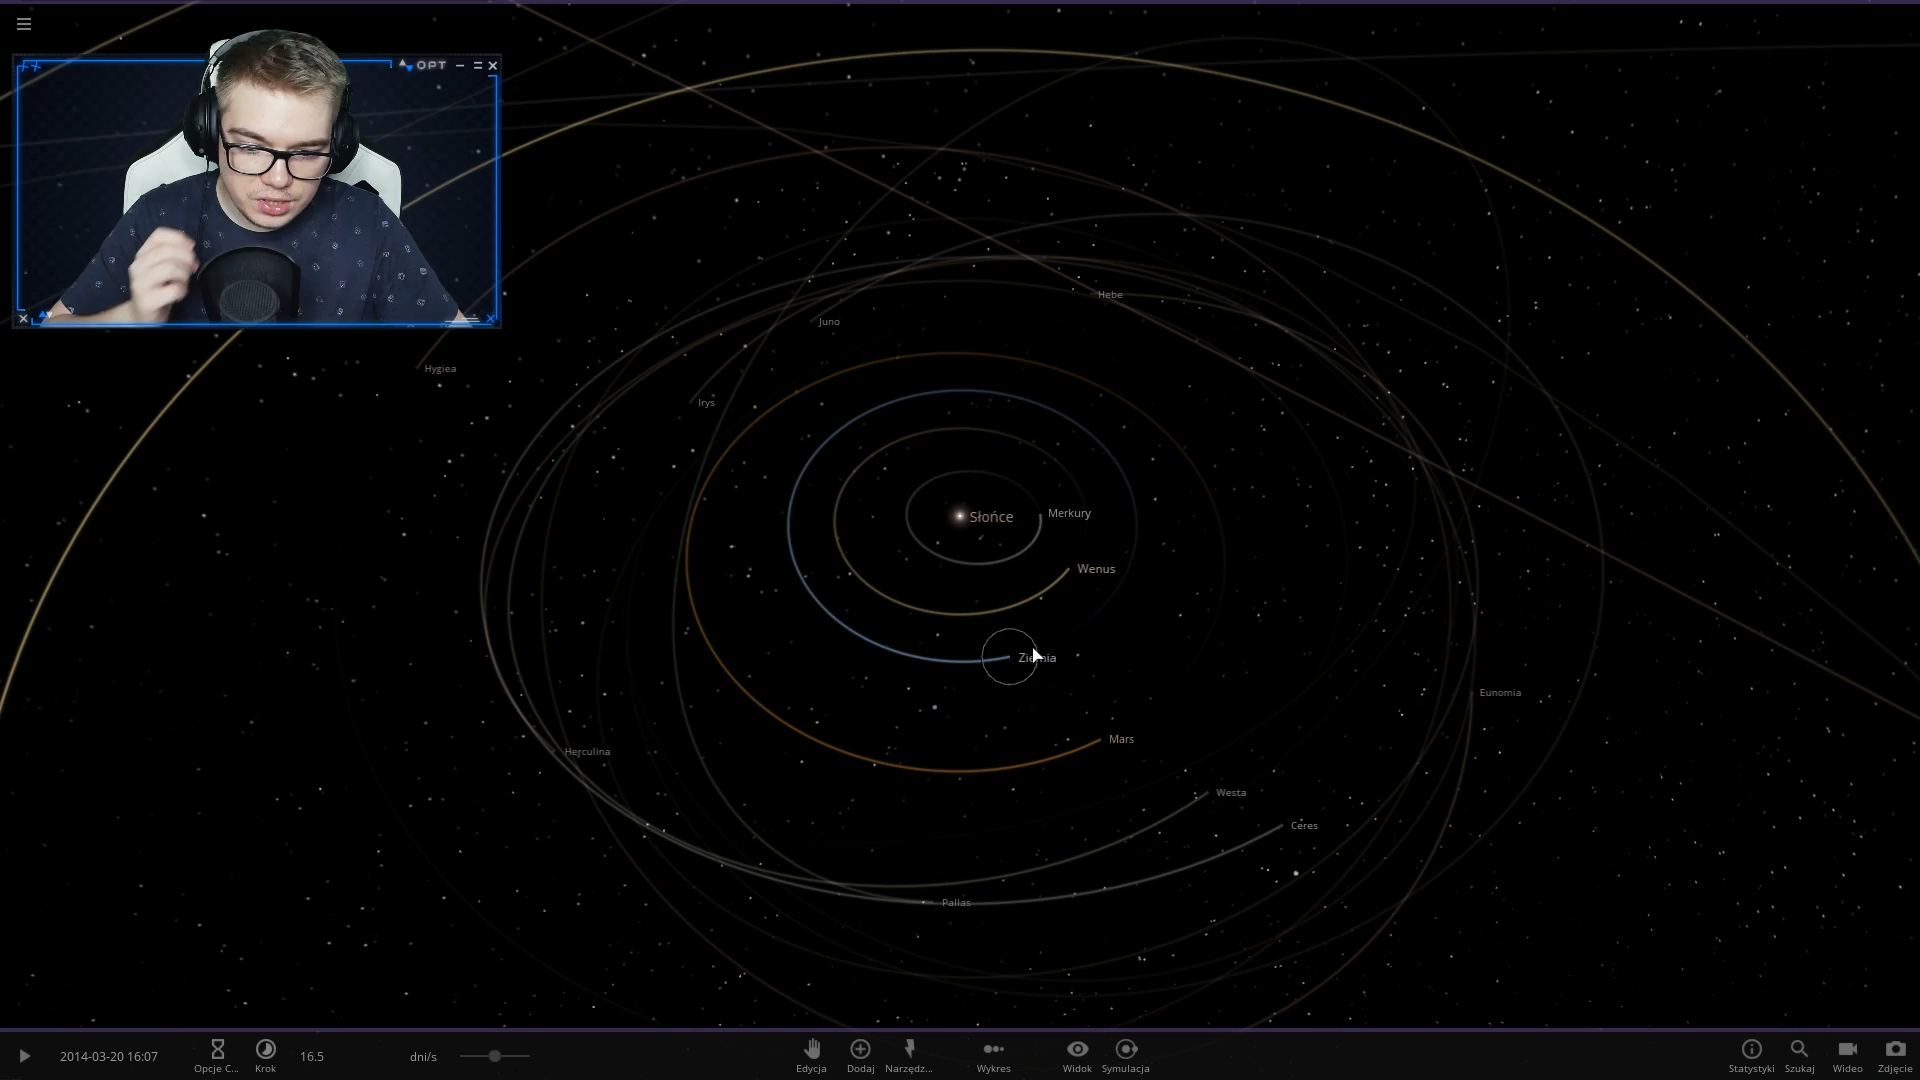 OPT
Hebe
Juno
Hygiea
Irys
Słońce
Merkury
Wenus
Ziemia
Eunomia
Mars
Herculina
Westa
Ceres
Pallas
2014-03-20 16:07
Opcje C...
Krok
16.5
dni/s
Edycja
Dodaj
Narzędz...
Wykres
Widok
Symulacja
Statystyki
Szukaj
Wideo
Zdjęcie